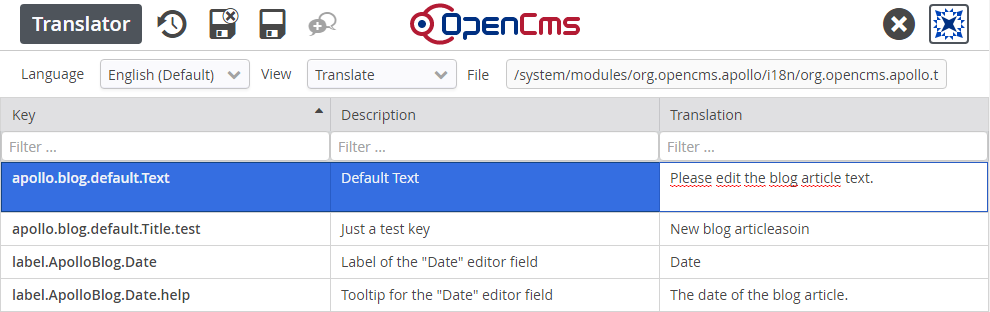 Translator OpenCms
Language English (Default) View Translate File /system/modules/org.opencms.apollo/i18n/org.opencms.apollo.t
Key Description Translation
Filter ... Filter ... Filter ...
apollo.blog.default.Text Default Text Please edit the blog article text.
apollo.blog.default.Title.test Just a test key New blog articleasoin
label.ApolloBlog.Date Label of the "Date" editor field Date
label.ApolloBlog.Date.help Tooltip for the "Date" editor field The date of the blog article.